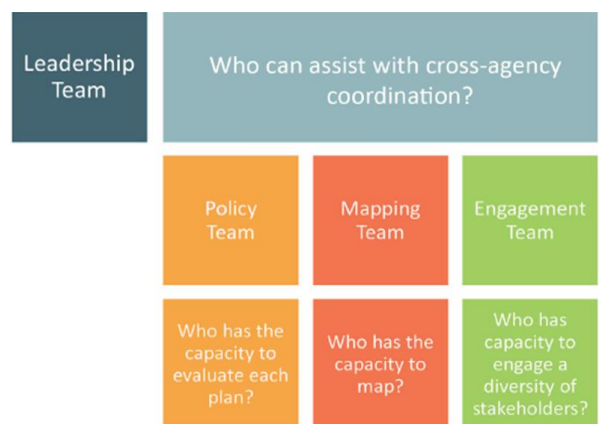 Leadership
Team
Who can assist with cross-agency
coordination?
Policy
Team
Mapping
Team
Engagement
Team
Who has the
capacity to
evaluate each
plan?
Who has the
capacity to
map?
Who has
capacity to
engage a
diversity of
stakeholders?